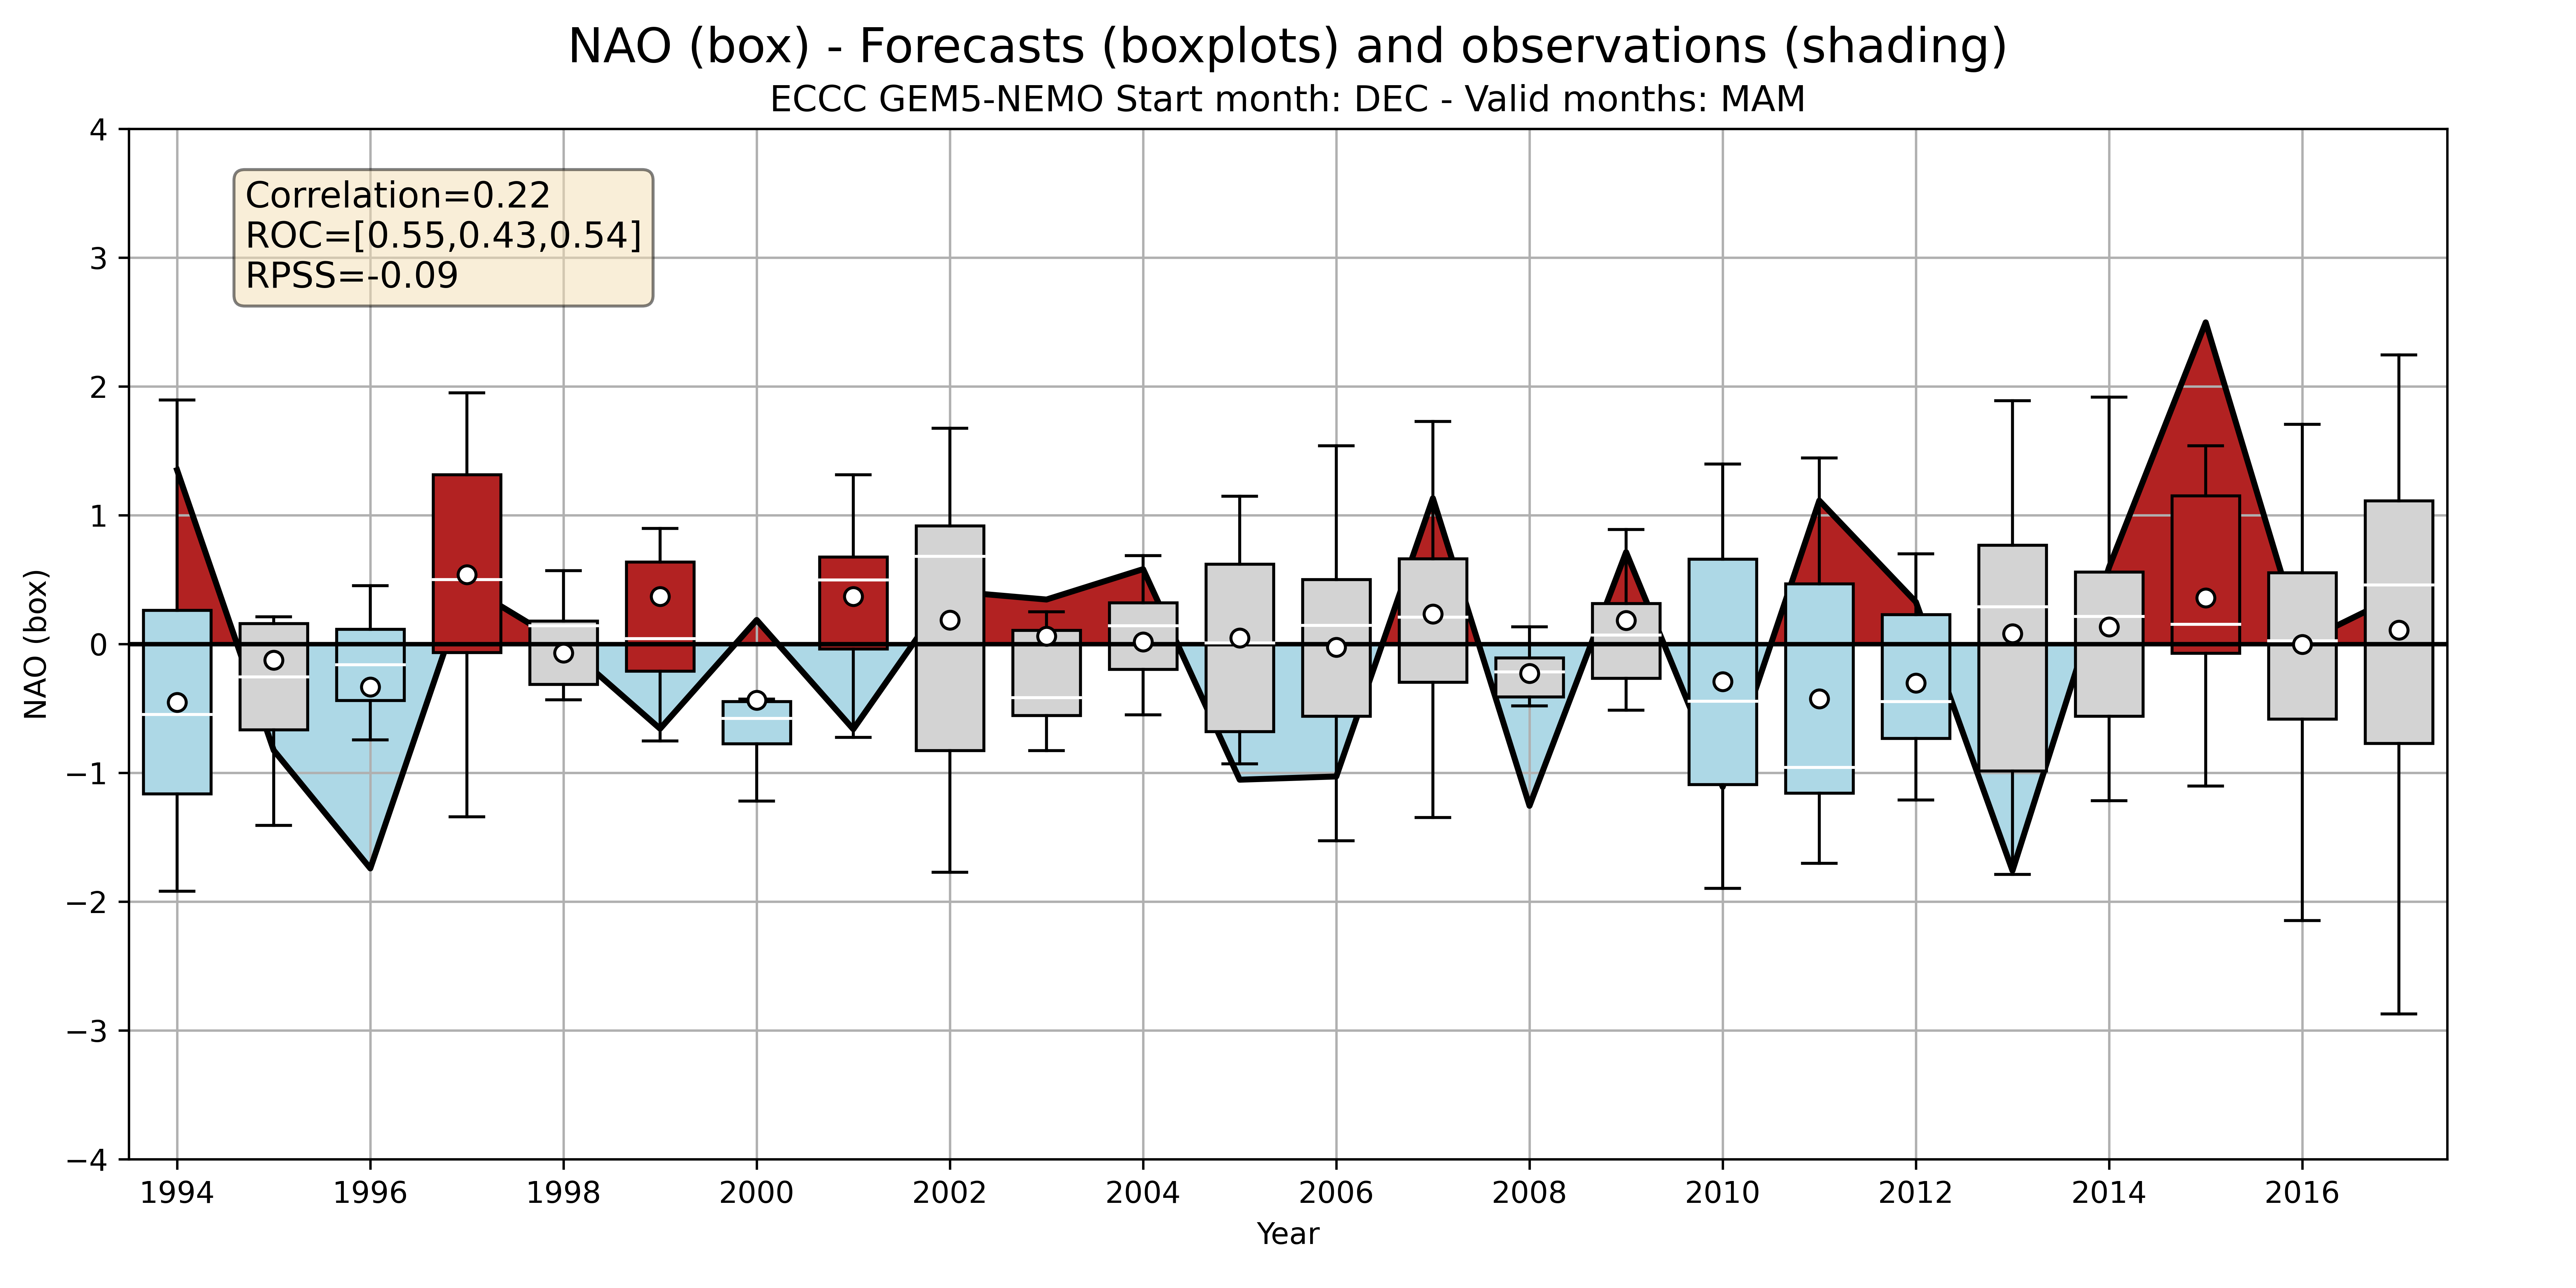 NAO (box) - Forecasts (boxplots) and observations (shading)
ECCC GEM5-NEMO Start month: DEC - Valid months: MAM
Correlation=0.22
ROC=[0.55,0.43,0.54]
RPSS=-0.09
NAO (box)
4
3
2
1
0
−1
−2
−3
−4
1994 1996 1998 2000 2002 2004 2006 2008 2010 2012 2014 2016
Year